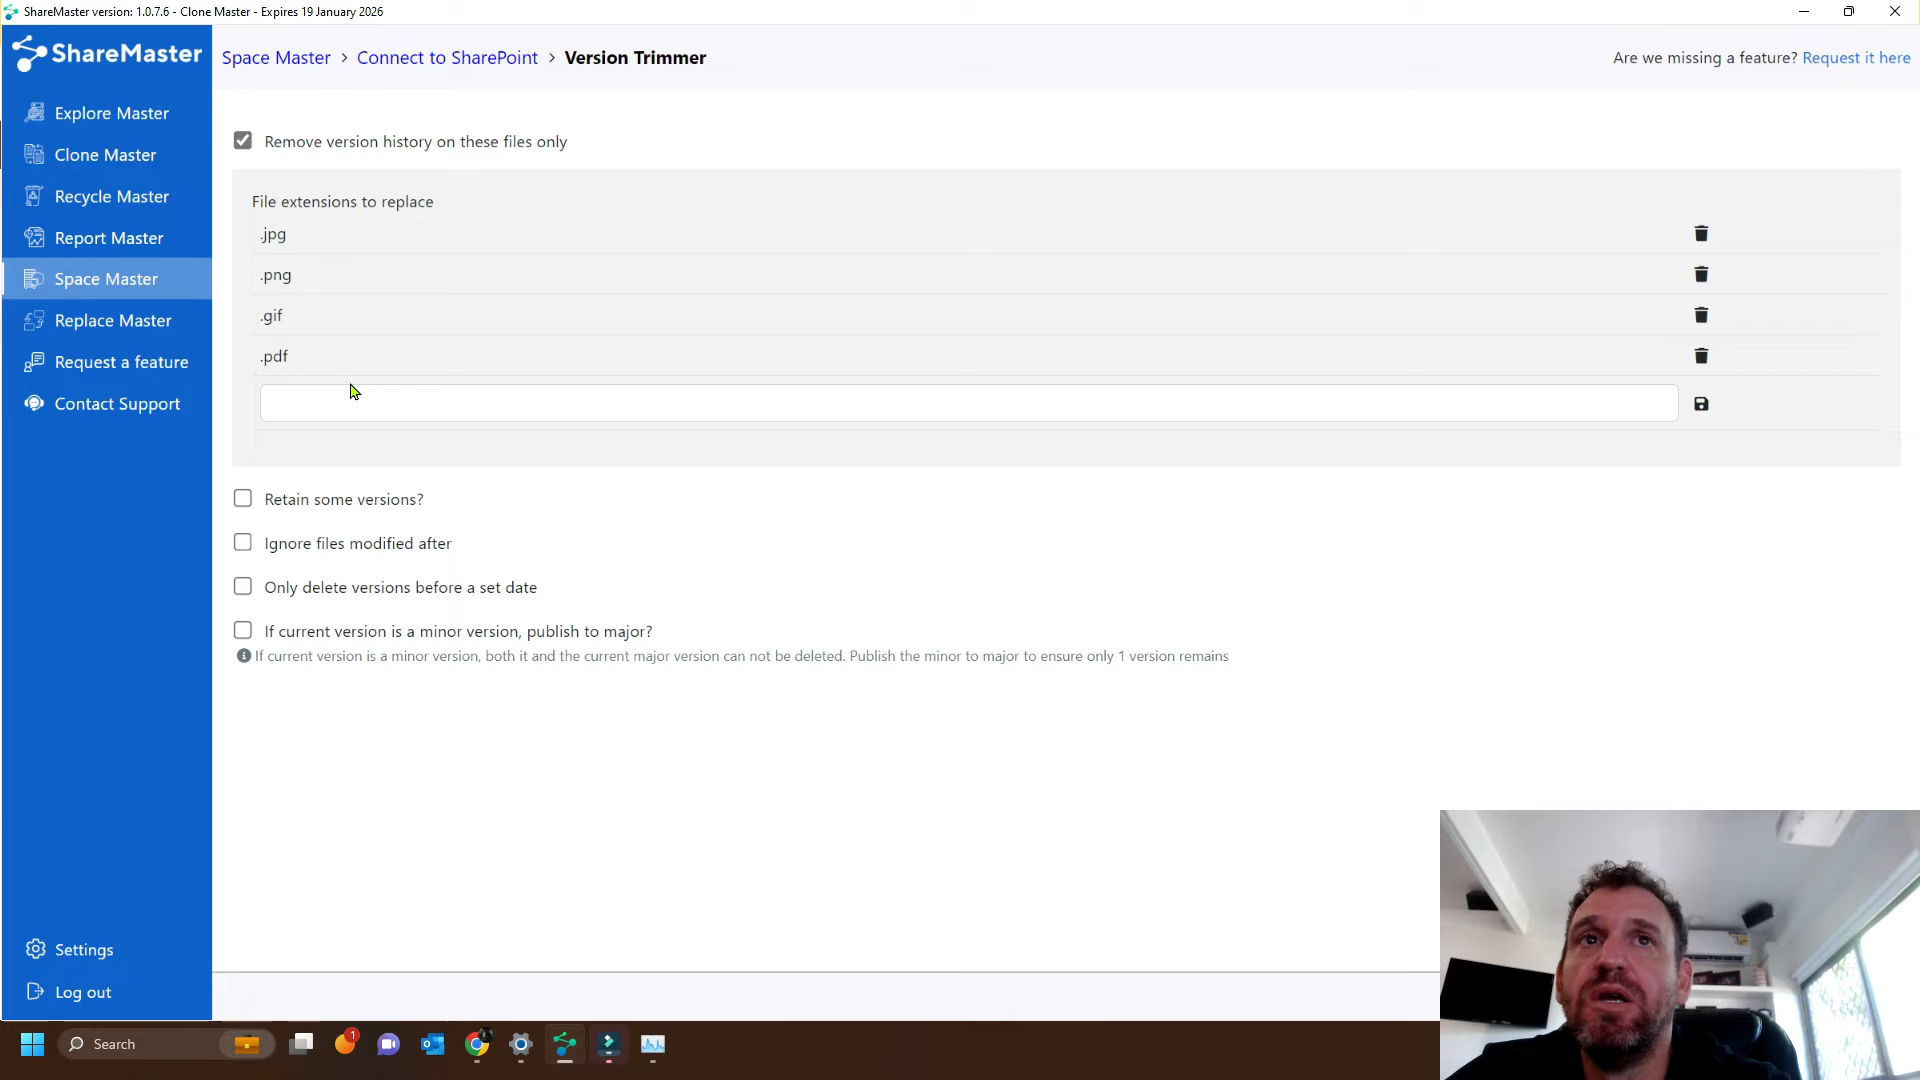 ShareMaster version: 1.0.7.6 - Clone Master - Expires 19 January 2026
ShareMaster
Space Master > Connect to SharePoint > Version Trimmer
Are we missing a feature? Request it here
Explore Master
Clone Master
Recycle Master
Report Master
Space Master
Replace Master
Request a feature
Contact Support
Remove version history on these files only
File extensions to replace
.jpg
.png
.gif
.pdf
Retain some versions?
Ignore files modified after
Only delete versions before a set date
If current version is a minor version, publish to major?
If current version is a minor version, both it and the current major version can not be deleted. Publish the minor to major to ensure only 1 version remains
Settings
Log out
Search
1